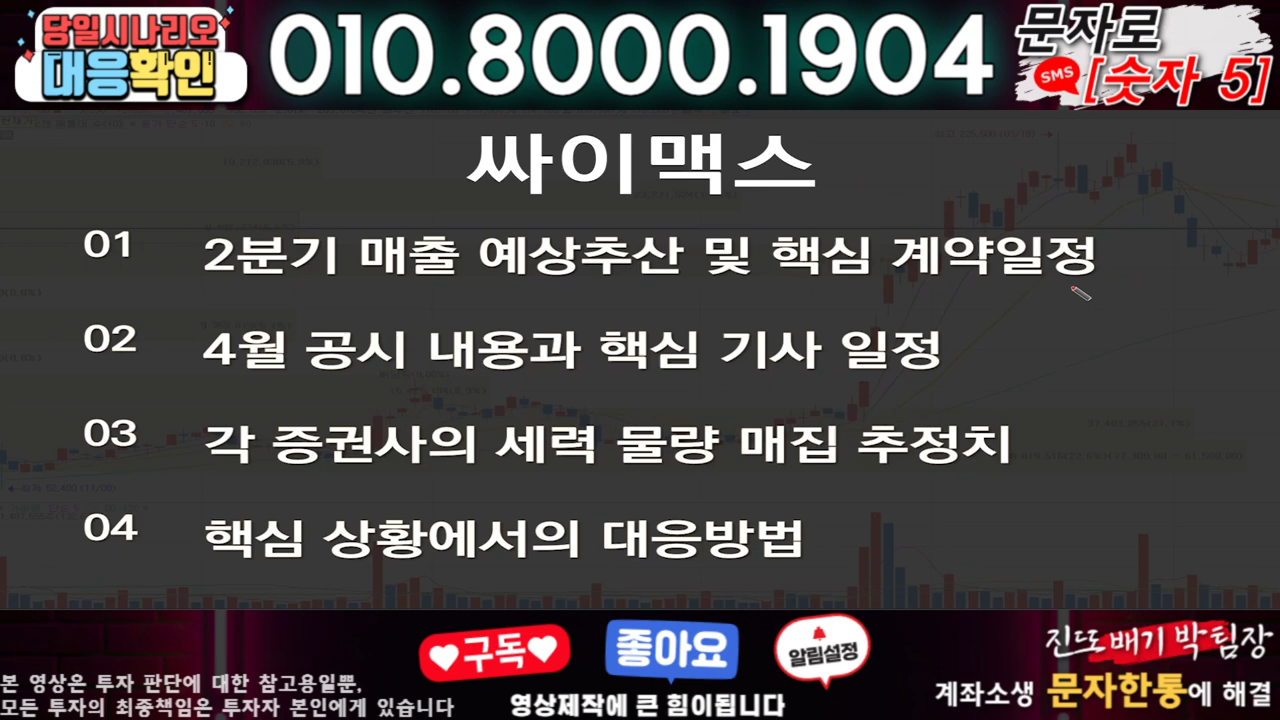 당일시나리오
대응확인
010.8000.1904
문자로
SMS
[숫자 5]
싸이맥스
01
2분기 매출 예상추산 및 핵심 계약일정
02
4월 공시 내용과 핵심 기사 일정
03
각 증권사의 세력 물량 매집 추정치
04
핵심 상황에서의 대응방법
구독
좋아요
알림설정
영상제작에 큰 힘이됩니다
본 영상은 투자 판단에 대한 참고용일뿐,
모든 투자의 최종책임은 투자자 본인에게 있습니다
진또배기 박팀장
계좌소생 문자한통에 해결